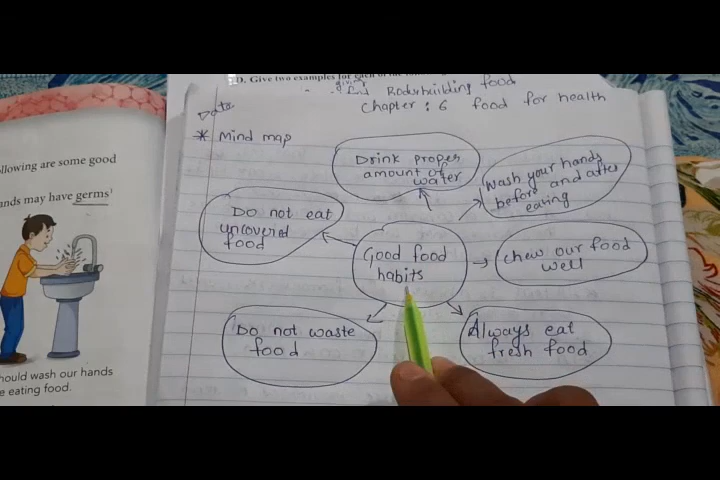 D. Give two examples for each of the
Bodybuilding food
Chapter : 6 food for health
Date.
* Mind map
Drink proper
amount of
water
Wash your hands
before and after
eating
Do not eat
uncovered
food
Good food
habits
chew our food
well
Do not waste
food
Always eat
fresh food
llowing are some good
ands may have germs
hould wash our hands
e eating food.